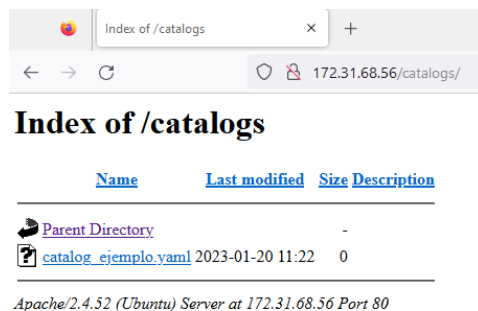 Index of /catalogs
172.31.68.56/catalogs/
Index of /catalogs
Name Last modified Size Description
Parent Directory -
catalog_ejemplo.yaml 2023-01-20 11:22 0
Apache/2.4.52 (Ubuntu) Server at 172.31.68.56 Port 80